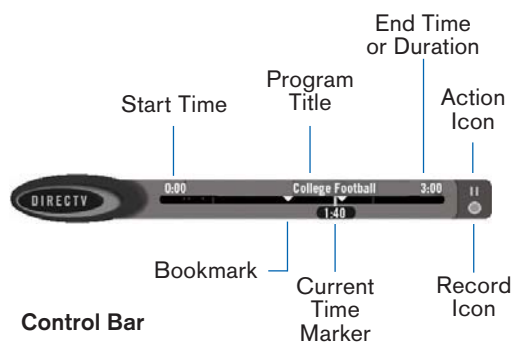 End Time
or Duration
Program
Title
Action
Icon
Start Time
0:00
College Football
3:00
DIRECTV
1:40
Bookmark
Current
Time
Marker
Record
Icon
Control Bar